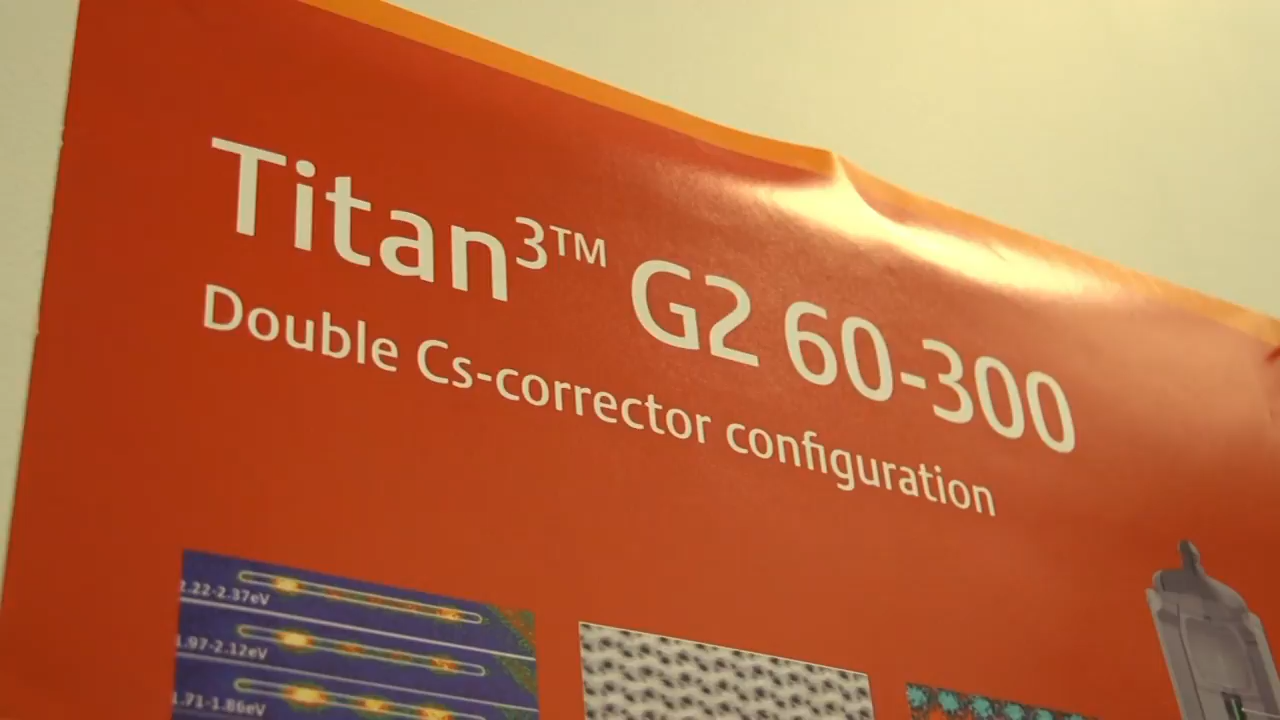 Titan³™ G2 60-300
Double Cs-corrector configuration
2.22-2.37eV
1.97-2.12eV
1.71-1.86eV